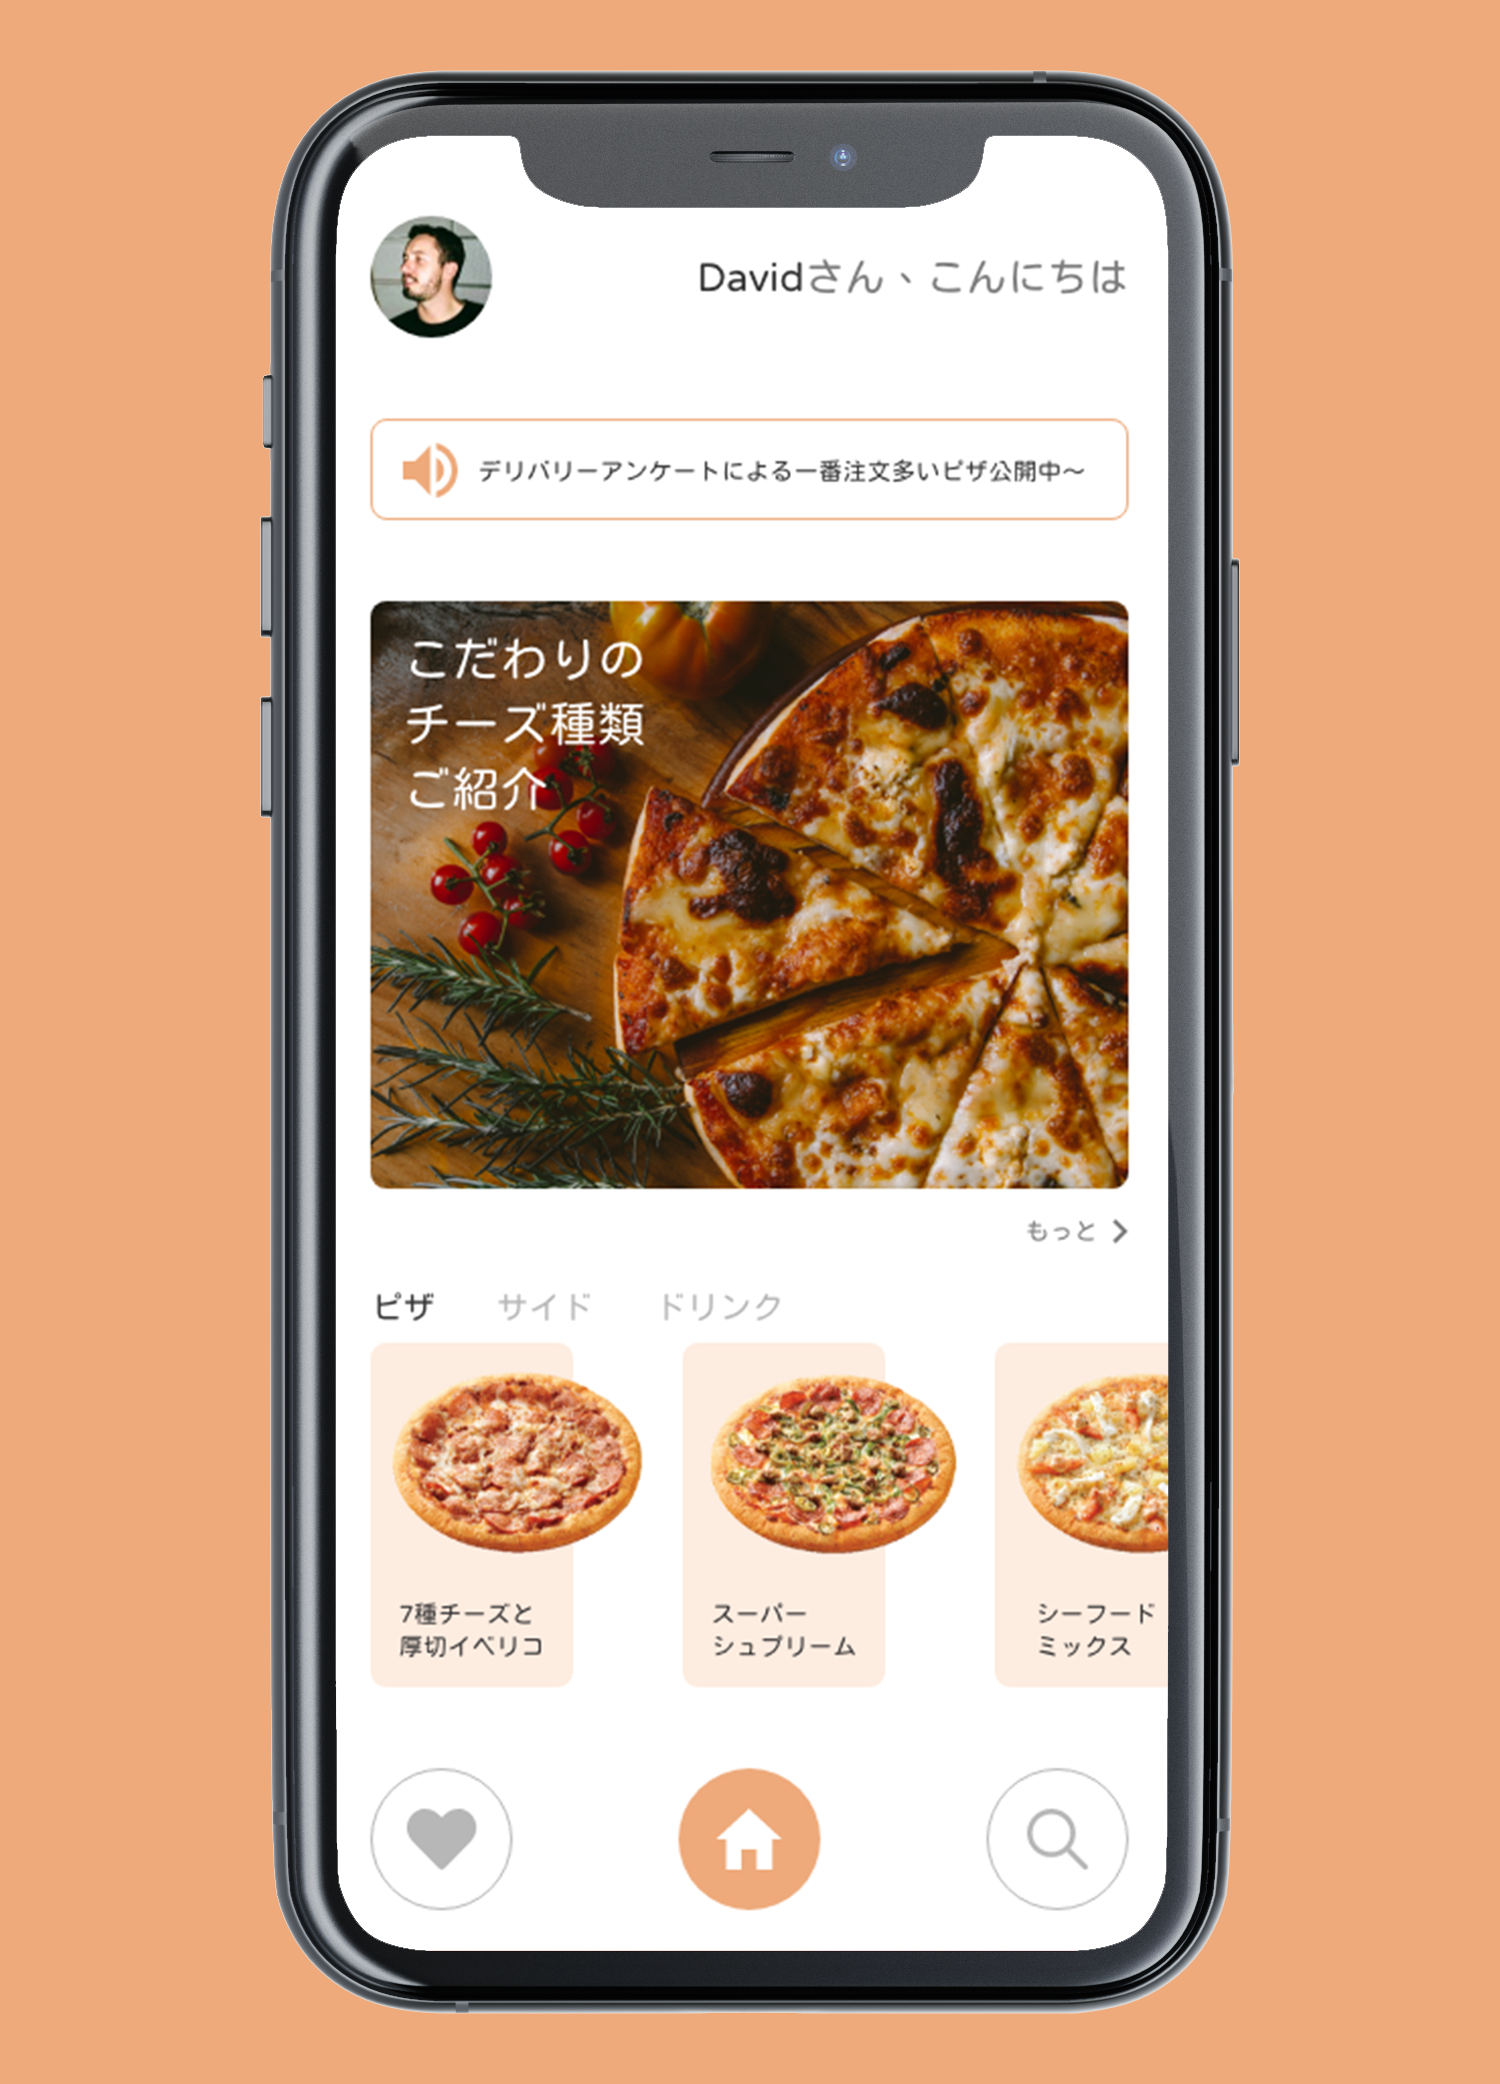 Davidさん、こんにちは
デリバリーアンケートによる一番注文多いピザ公開中～
こだわりの
チーズ種類
ご紹介
もっと
ピザ サイド ドリンク
7種チーズと
厚切イベリコ
スーパー
シュプリーム
シーフード
ミックス